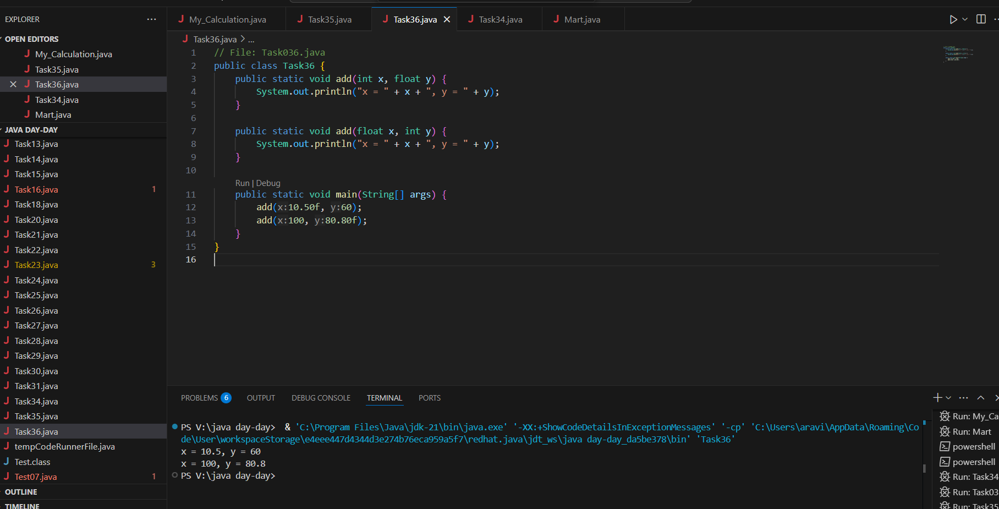 EXPLORER
OPEN EDITORS
My_Calculation.java
Task35.java
Task36.java
Task34.java
Mart.java
JAVA DAY-DAY
Task13.java
Task14.java
Task15.java
Task16.java 1
Task18.java
Task20.java
Task21.java
Task22.java
Task23.java 3
Task24.java
Task25.java
Task26.java
Task27.java
Task28.java
Task29.java
Task30.java
Task31.java
Task34.java
Task35.java
Task36.java
tempCodeRunnerFile.java
Test.class
Test07.java 1
OUTLINE
TIMELINE
My_Calculation.java Task35.java Task36.java Task34.java Mart.java
Task36.java > ...
1 // File: Task036.java
2 public class Task36 {
3 public static void add(int x, float y) {
4 System.out.println("x = " + x + ", y = " + y);
5 }
6
7 public static void add(float x, int y) {
8 System.out.println("x = " + x + ", y = " + y);
9 }
10
Run | Debug
11 public static void main(String[] args) {
12 add(x:10.50f, y:60);
13 add(x:100, y:80.80f);
14 }
15 }
16
PROBLEMS 6 OUTPUT DEBUG CONSOLE TERMINAL PORTS
PS V:\java day-day> & 'C:\Program Files\Java\jdk-21\bin\java.exe' '-XX:+ShowCodeDetailsInExceptionMessages' '-cp' 'C:\Users\aravi\AppData\Roaming\Co
de\User\workspaceStorage\e4eee447d4344d3e274b76eca959a5f7\redhat.java\jdt_ws\java day-day_da5be378\bin' 'Task36'
x = 10.5, y = 60
x = 100, y = 80.8
PS V:\java day-day>
Run: My_Ca
Run: Mart
powershell
powershell
Run: Task34
Run: Task03
Run: Task35